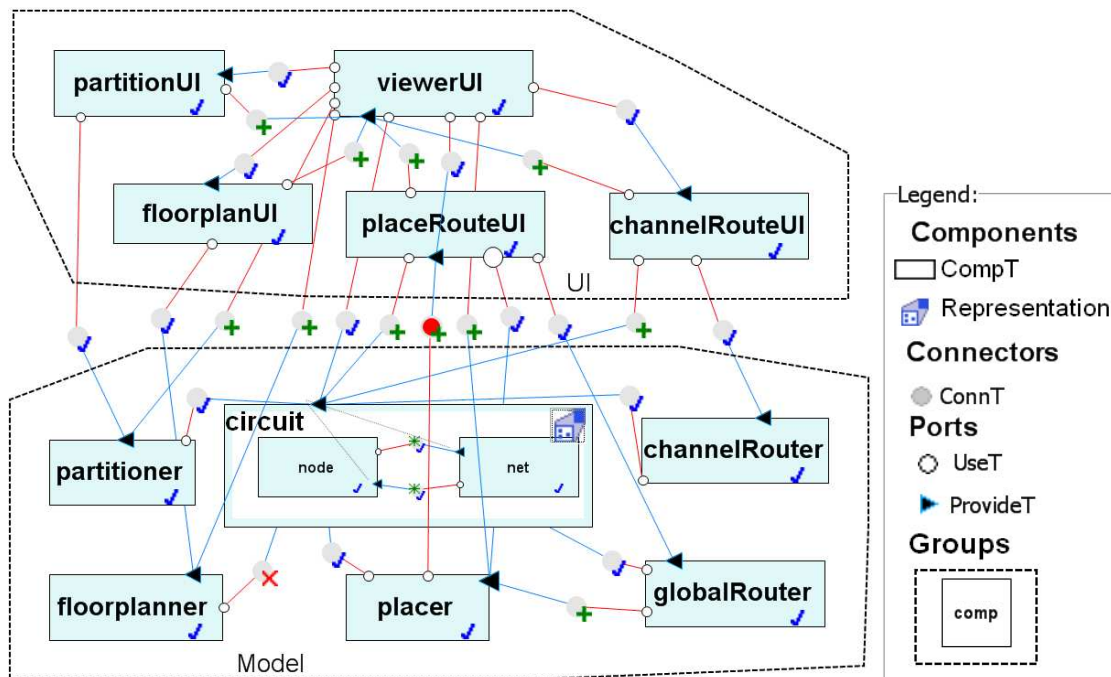 partitionUI
viewerUI
floorplanUI
placeRouteUI
channelRouteUI
UI
circuit
node
net
partitioner
channelRouter
floorplanner
placer
globalRouter
Model
Legend:
Components
CompT
Representation
Connectors
ConnT
Ports
UseT
ProvideT
Groups
comp